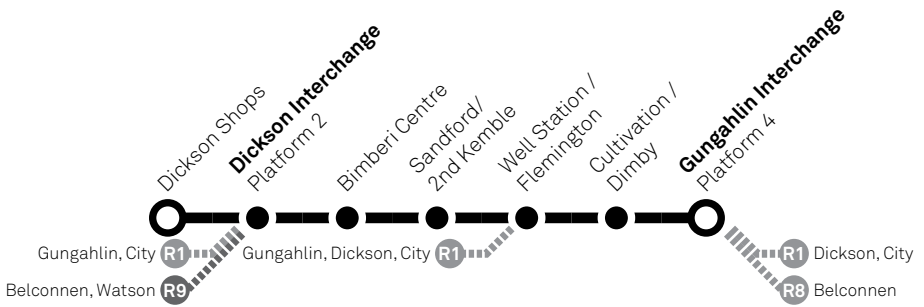 Dickson Shops
Dickson Interchange
Platform 2
Bimberi Centre
Sandford/
2nd Kemble
Well Station /
Flemington
Cultivation /
Dimby
Gungahlin Interchange
Platform 4
Gungahlin, City R1
Belconnen, Watson R9
Gungahlin, Dickson, City R1
R1 Dickson, City
R8 Belconnen